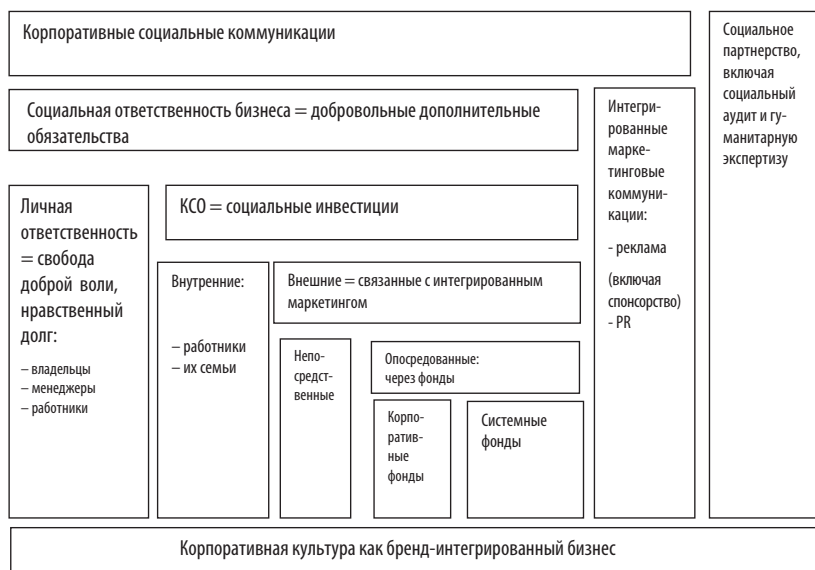 Корпоративные социальные коммуникации
Социальное
партнерство,
включая
социальный
аудит и гу-
манитарную
экспертизу
Социальная ответственность бизнеса = добровольные дополнительные
обязательства
Интегри-
рованные
марке-
тинговые
коммуни-
кации:
- реклама
(включая
спонсорство)
- PR
Личная
ответственность
= свобода
доброй воли,
нравственный
долг:
– владельцы
– менеджеры
– работники
КСО = социальные инвестиции
Внутренние:
– работники
– их семьи
Внешние = связанные с интегрированным
маркетингом
Непо-
средст-
венные
Опосредованные:
через фонды
Корпо-
ратив-
ные
фонды
Системные
фонды
Корпоративная культура как бренд-интегрированный бизнес